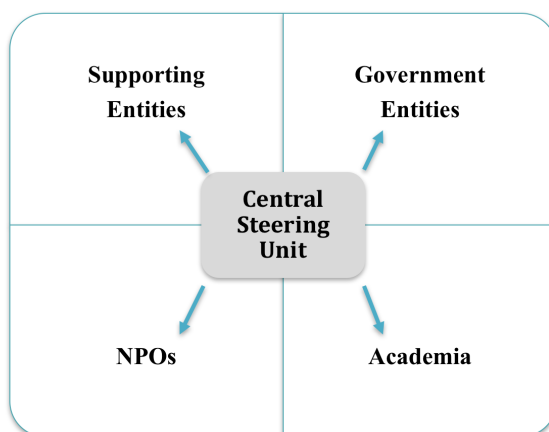 Supporting
Entities
Government
Entities
Central
Steering
Unit
NPOs
Academia